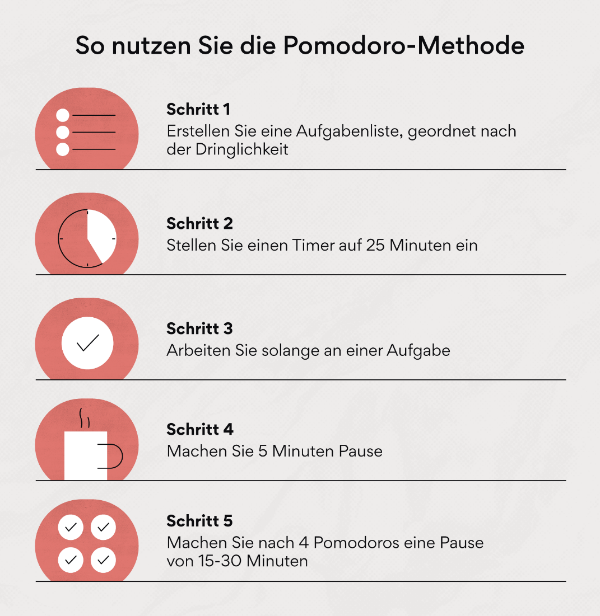 So nutzen Sie die Pomodoro-Methode
Schritt 1
Erstellen Sie eine Aufgabenliste, geordnet nach
der Dringlichkeit
Schritt 2
Stellen Sie einen Timer auf 25 Minuten ein
Schritt 3
Arbeiten Sie solange an einer Aufgabe
Schritt 4
Machen Sie 5 Minuten Pause
Schritt 5
Machen Sie nach 4 Pomodoros eine Pause
von 15-30 Minuten